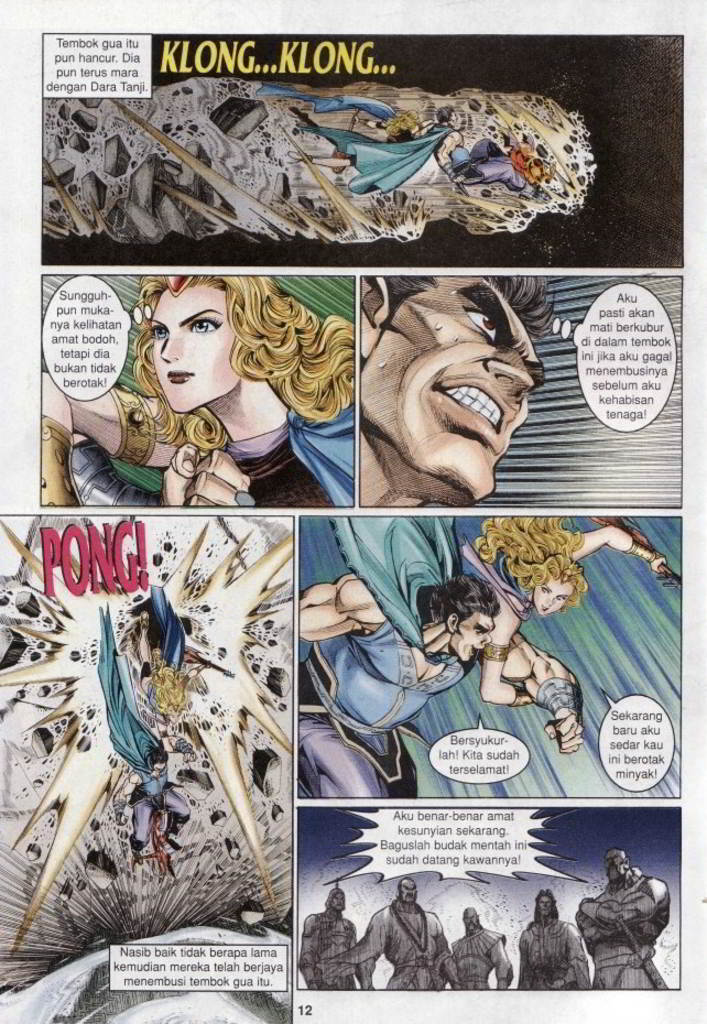 Tembok gua itu
pun hancur. Dia
pun terus mara
dengan Dara Tanji.
KLONG...KLONG...
Sungguh-
pun muka-
nya kelihatan
amat bodoh,
tetapi dia
bukan tidak
berotak!
Aku
pasti akan
mati berkubur
di dalam tembok
ini jika aku gagal
menembusinya
sebelum aku
kehabisan
tenaga!
PONG!
Nasib baik tidak berapa lama
kemudian mereka telah berjaya
menembusi tembok gua itu.
Bersyukur-
lah! Kita sudah
terselamat!
Sekarang
baru aku
sedar kau
ini berotak
minyak!
Aku benar-benar amat
kesunyian sekarang.
Baguslah budak mentah ini
sudah datang kawannya!
12